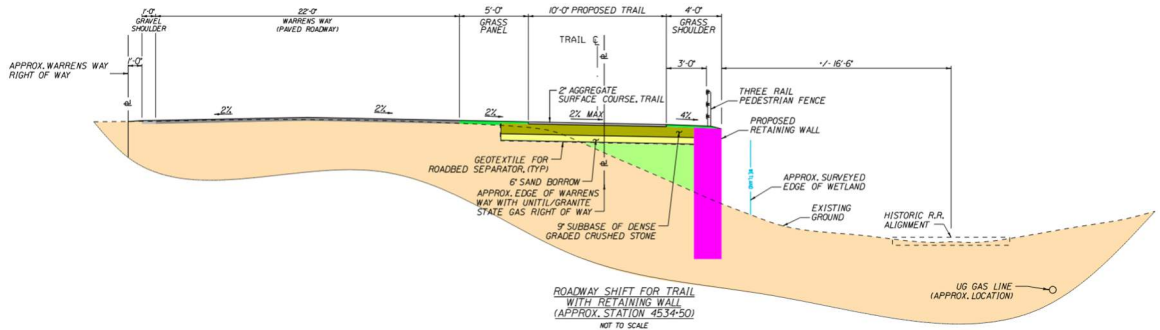 1'-0"
GRAVEL
SHOULDER
22'-0"
WARRENS WAY
(PAVED ROADWAY)
5'-0"
GRASS
PANEL
10'-0" PROPOSED TRAIL
4'-0"
GRASS
SHOULDER
TRAIL ℄
APPROX. WARRENS WAY
RIGHT OF WAY
1'-0"
3'-0"
+/- 16'-6"
2" AGGREGATE
SURFACE COURSE, TRAIL
THREE RAIL
PEDESTRIAN FENCE
2%
2%
2%
2% MAX
4%
PROPOSED
RETAINING WALL
GEOTEXTILE FOR
ROADBED SEPARATOR, (TYP)
6" SAND BORROW
APPROX. EDGE OF WARRENS
WAY WITH UNITIL/GRANITE
STATE GAS RIGHT OF WAY
9" SUBBASE OF DENSE
GRADED CRUSHED STONE
APPROX. SURVEYED
EDGE OF WETLAND
EXISTING
GROUND
HISTORIC R.R.
ALIGNMENT
UG GAS LINE
(APPROX. LOCATION)
ROADWAY SHIFT FOR TRAIL
WITH RETAINING WALL
(APPROX. STATION 4534+50)
NOT TO SCALE